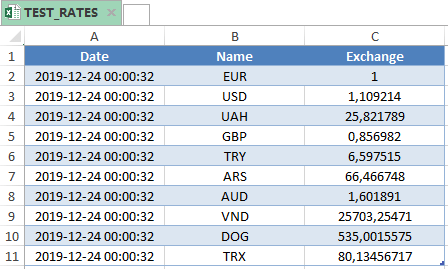 TEST_RATES
A B C
1 Date Name Exchange
2 2019-12-24 00:00:32 EUR 1
3 2019-12-24 00:00:32 USD 1,109214
4 2019-12-24 00:00:32 UAH 25,821789
5 2019-12-24 00:00:32 GBP 0,856982
6 2019-12-24 00:00:32 TRY 6,597515
7 2019-12-24 00:00:32 ARS 66,466748
8 2019-12-24 00:00:32 AUD 1,601891
9 2019-12-24 00:00:32 VND 25703,25471
10 2019-12-24 00:00:32 DOG 535,0015575
11 2019-12-24 00:00:32 TRX 80,13456717